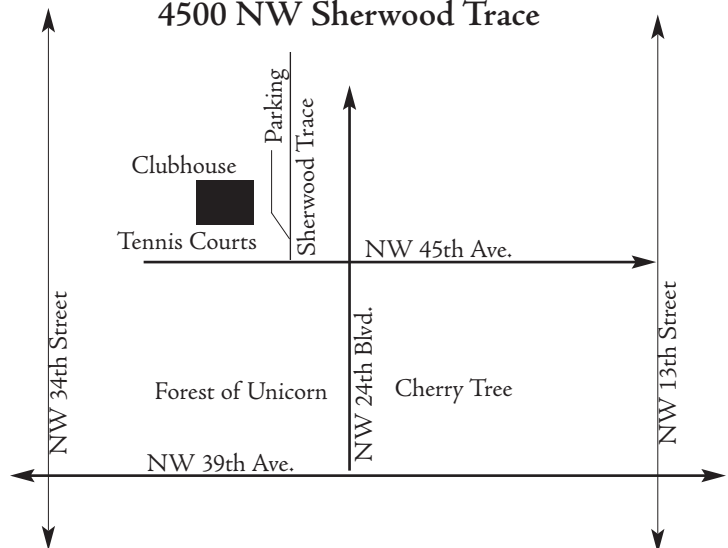 4500 NW Sherwood Trace
Parking
Sherwood Trace
Clubhouse
Tennis Courts
NW 45th Ave.
NW 34th Street
NW 24th Blvd.
NW 13th Street
Forest of Unicorn
Cherry Tree
NW 39th Ave.